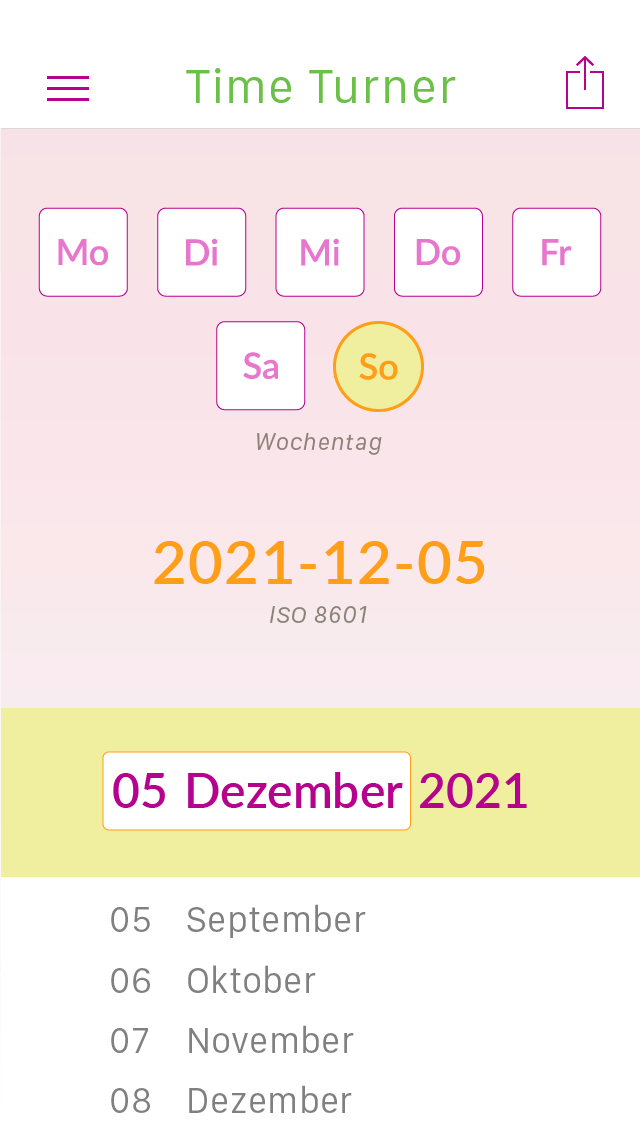 Time Turner
Mo Di Mi Do Fr
Sa So
Wochentag
2021-12-05
ISO 8601
05 Dezember 2021
05 September
06 Oktober
07 November
08 Dezember